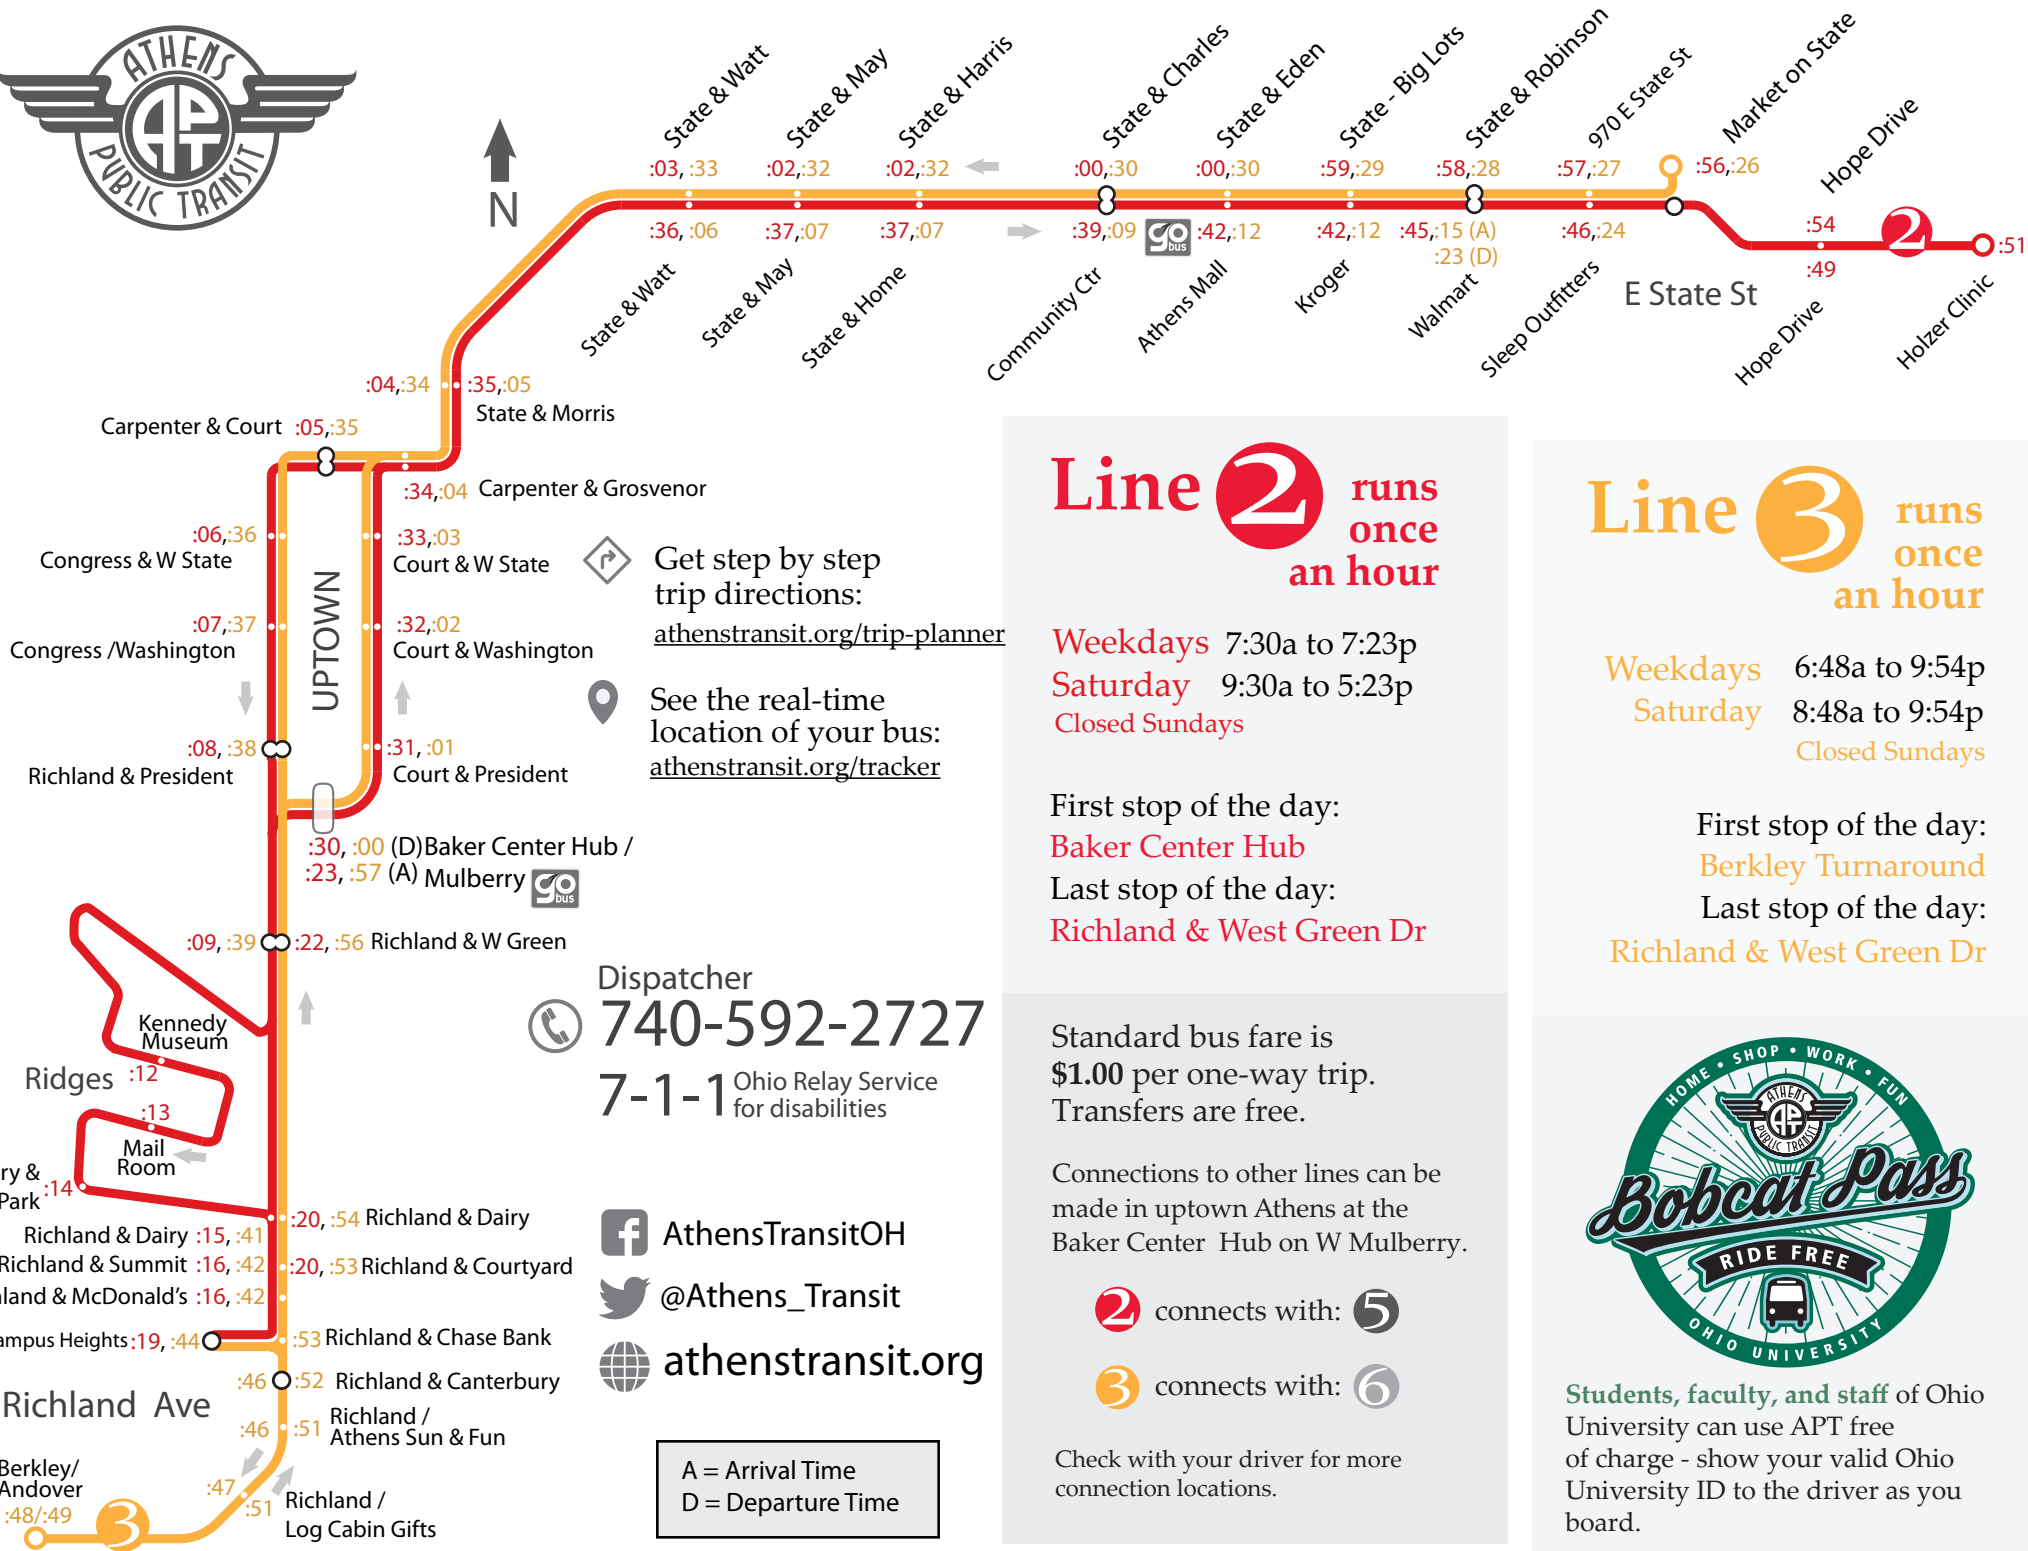 ATHENS
APT
PUBLIC TRANSIT
N
State & Watt
State & May
State & Harris
State & Charles
State & Eden
State - Big Lots
State & Robinson
970 E State St
Market on State
Hope Drive
:03, :33
:02,:32
:02,:32
:00,:30
:00,:30
:59,:29
:58,:28
:57,:27
:56,:26
:54
2
:51
:36, :06
:37,:07
:37,:07
:39,:09
go bus
:42,:12
:42,:12
:45,:15 (A)
:23 (D)
:46,:24
:49
State & Watt
State & May
State & Home
Community Ctr
Athens Mall
Kroger
Walmart
Sleep Outfitters
E State St
Hope Drive
Holzer Clinic
:04,:34
:35,:05
State & Morris
Carpenter & Court :05,:35
:34,:04 Carpenter & Grosvenor
:06,:36
Congress & W State
:33,:03
Court & W State
:07,:37
Congress /Washington
:32,:02
Court & Washington
UPTOWN
:08, :38
Richland & President
:31, :01
Court & President
:30, :00 (D) Baker Center Hub /
:23, :57 (A) Mulberry
go bus
:09, :39
:22, :56 Richland & W Green
Kennedy
Museum
Ridges :12
:13
Mail
Room
ry &
Park :14
:20, :54 Richland & Dairy
Richland & Dairy :15, :41
Richland & Summit :16, :42
:20, :53 Richland & Courtyard
land & McDonald's :16, :42
ampus Heights :19, :44
:53 Richland & Chase Bank
:46 :52 Richland & Canterbury
Richland Ave
:46 :51 Richland /
Athens Sun & Fun
Berkley/
Andover
:48/:49
3
:47
:51 Richland /
Log Cabin Gifts
Get step by step
trip directions:
athenstransit.org/trip-planner
See the real-time
location of your bus:
athenstransit.org/tracker
Dispatcher
740-592-2727
7-1-1 Ohio Relay Service
for disabilities
AthensTransitOH
@Athens_Transit
athenstransit.org
A = Arrival Time
D = Departure Time
Line 2 runs
once
an hour
Weekdays 7:30a to 7:23p
Saturday 9:30a to 5:23p
Closed Sundays
First stop of the day:
Baker Center Hub
Last stop of the day:
Richland & West Green Dr
Standard bus fare is
$1.00 per one-way trip.
Transfers are free.
Connections to other lines can be
made in uptown Athens at the
Baker Center Hub on W Mulberry.
2 connects with: 5
3 connects with: 6
Check with your driver for more
connection locations.
Line 3 runs
once
an hour
Weekdays 6:48a to 9:54p
Saturday 8:48a to 9:54p
Closed Sundays
First stop of the day:
Berkley Turnaround
Last stop of the day:
Richland & West Green Dr
HOME • SHOP • WORK • FUN
ATHENS
APT
PUBLIC TRANSIT
Bobcat Pass
RIDE FREE
OHIO UNIVERSITY
Students, faculty, and staff of Ohio
University can use APT free
of charge - show your valid Ohio
University ID to the driver as you
board.